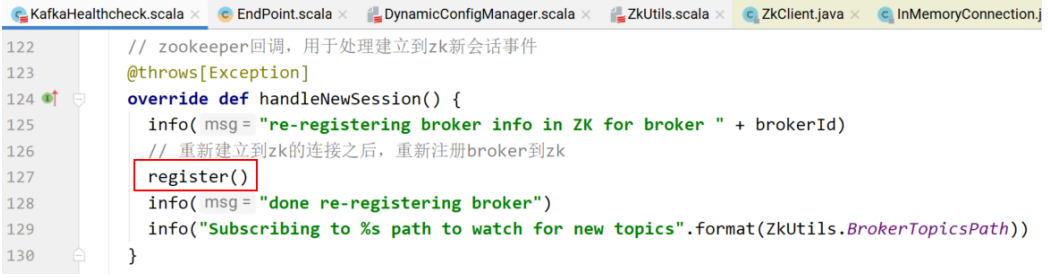 KafkaHealthcheck.scala × EndPoint.scala × DynamicConfigManager.scala × ZkUtils.scala × ZkClient.java × InMemoryConnection.j
122 // zookeeper回调，用于处理建立到zk新会话事件
123 @throws[Exception]
124 override def handleNewSession() {
125 info( msg = "re-registering broker info in ZK for broker " + brokerId)
126 // 重新建立到zk的连接之后，重新注册broker到zk
127 register()
128 info( msg = "done re-registering broker")
129 info("Subscribing to %s path to watch for new topics".format(ZkUtils.BrokerTopicsPath))
130 }